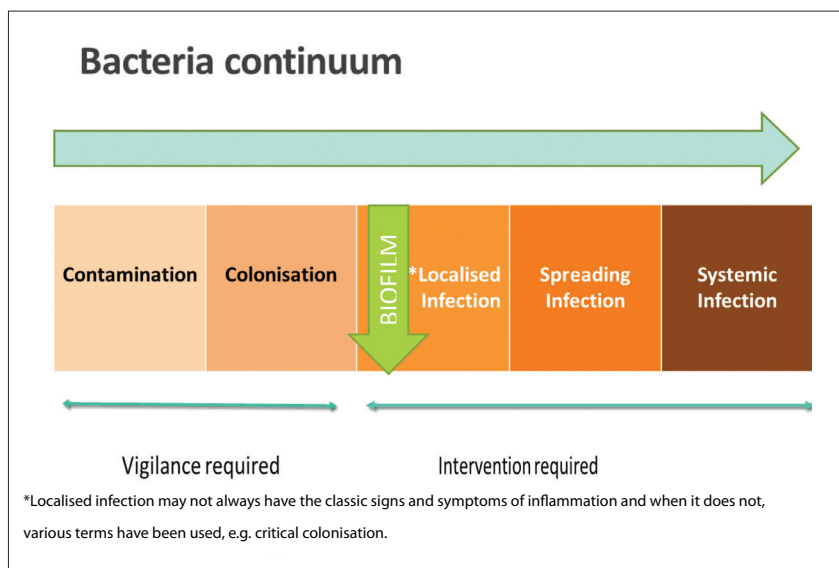 Bacteria continuum
Contamination
Colonisation
BIOFILM
*Localised
Infection
Spreading
Infection
Systemic
Infection
Vigilance required
Intervention required
*Localised infection may not always have the classic signs and symptoms of inflammation and when it does not,
various terms have been used, e.g. critical colonisation.